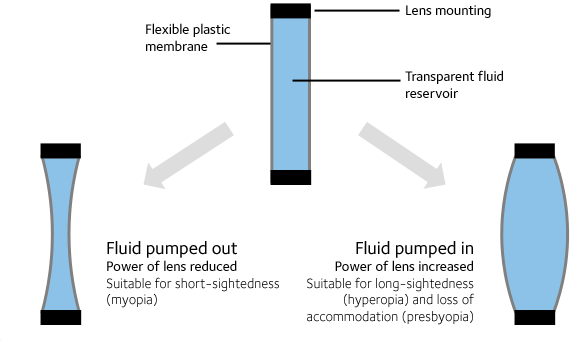 Lens mounting
Flexible plastic
membrane
Transparent fluid
reservoir
Fluid pumped out
Power of lens reduced
Suitable for short-sightedness
(myopia)
Fluid pumped in
Power of lens increased
Suitable for long-sightedness
(hyperopia) and loss of
accommodation (presbyopia)